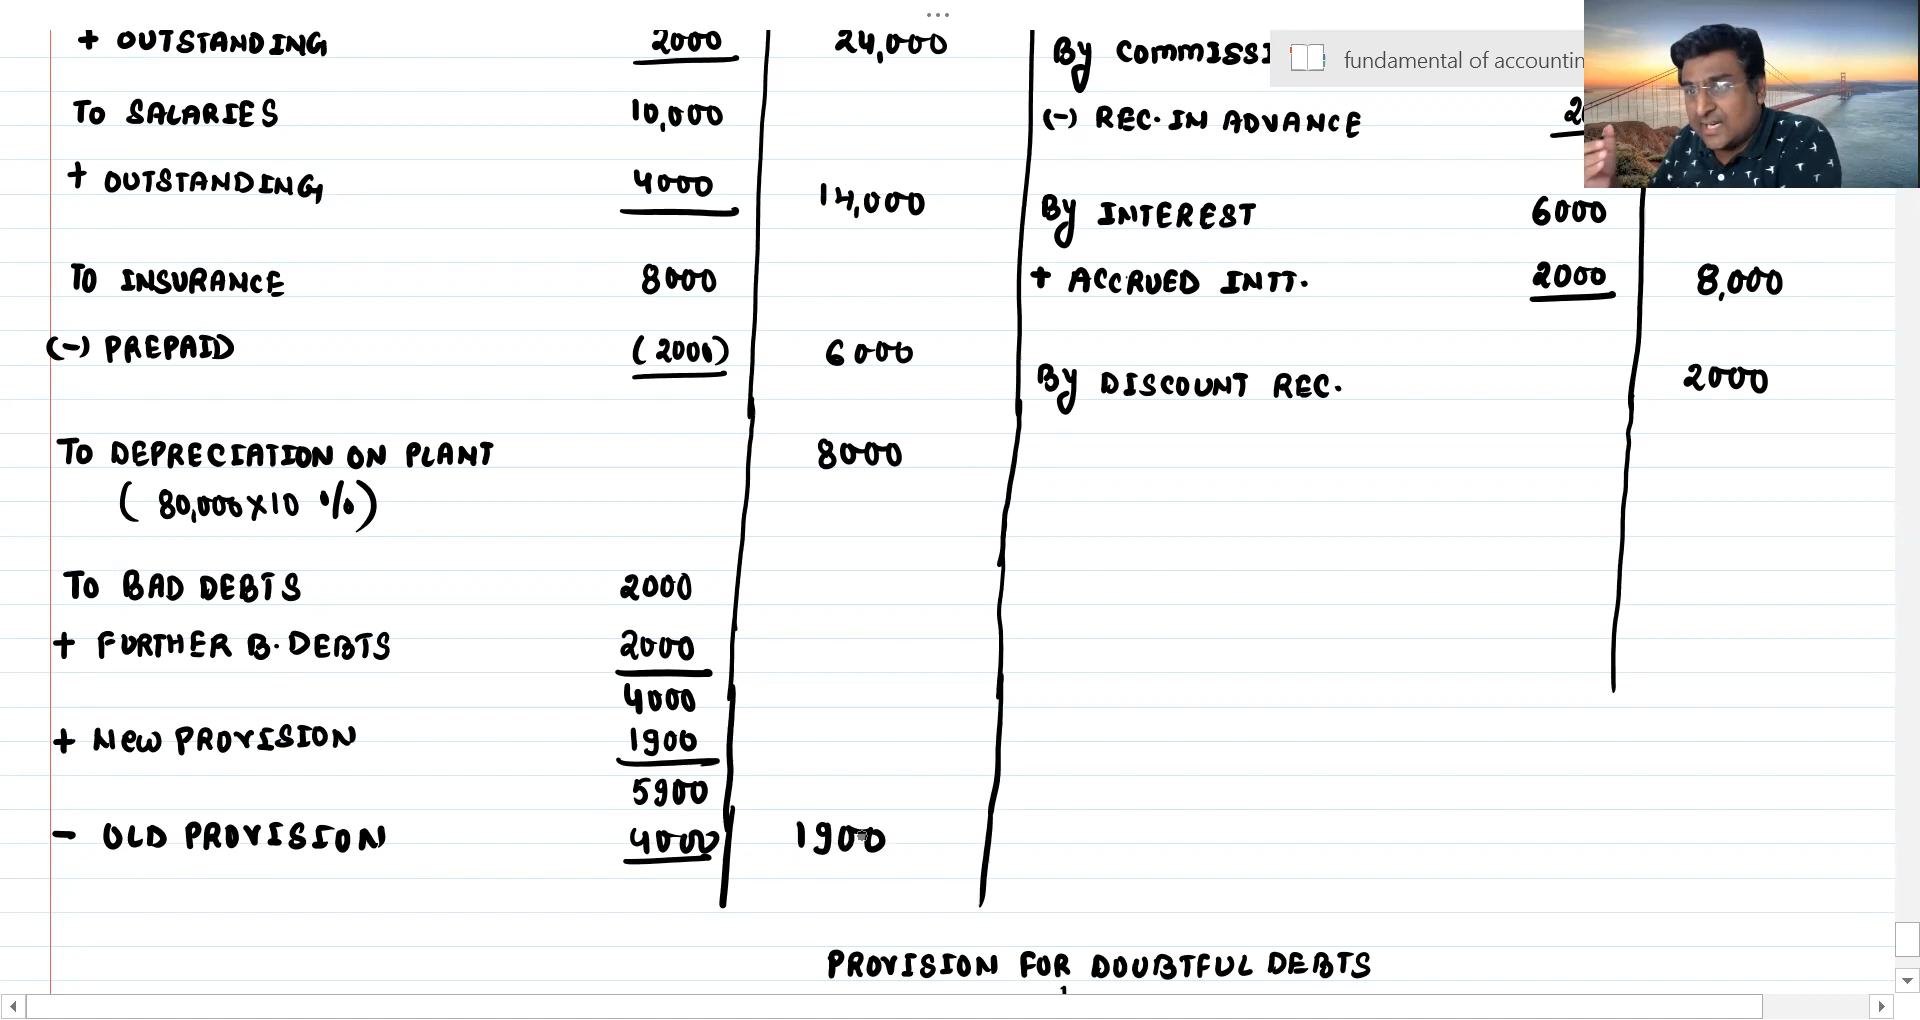 + OUTSTANDING 2000 24,000
TO SALARIES 10,000
+ OUTSTANDING 4000 14,000
TO INSURANCE 8000
(-) PREPAID (2000) 6000
TO DEPRECIATION ON PLANT 8000
(80,000X10 %)
TO BAD DEBTS 2000
+ FURTHER B. DEBTS 2000
4000
+ New PROVISION 1900
5900
- OLD PROVISION 4000 1900
By CommISSI
fundamental of accountin
(-) REC. IN ADVANCE
By INTEREST 6000
+ ACCRUED INTT. 2000 8,000
By DISCOUNT REC. 2000
PROVISION FOR DOUBTFUL DEBTS